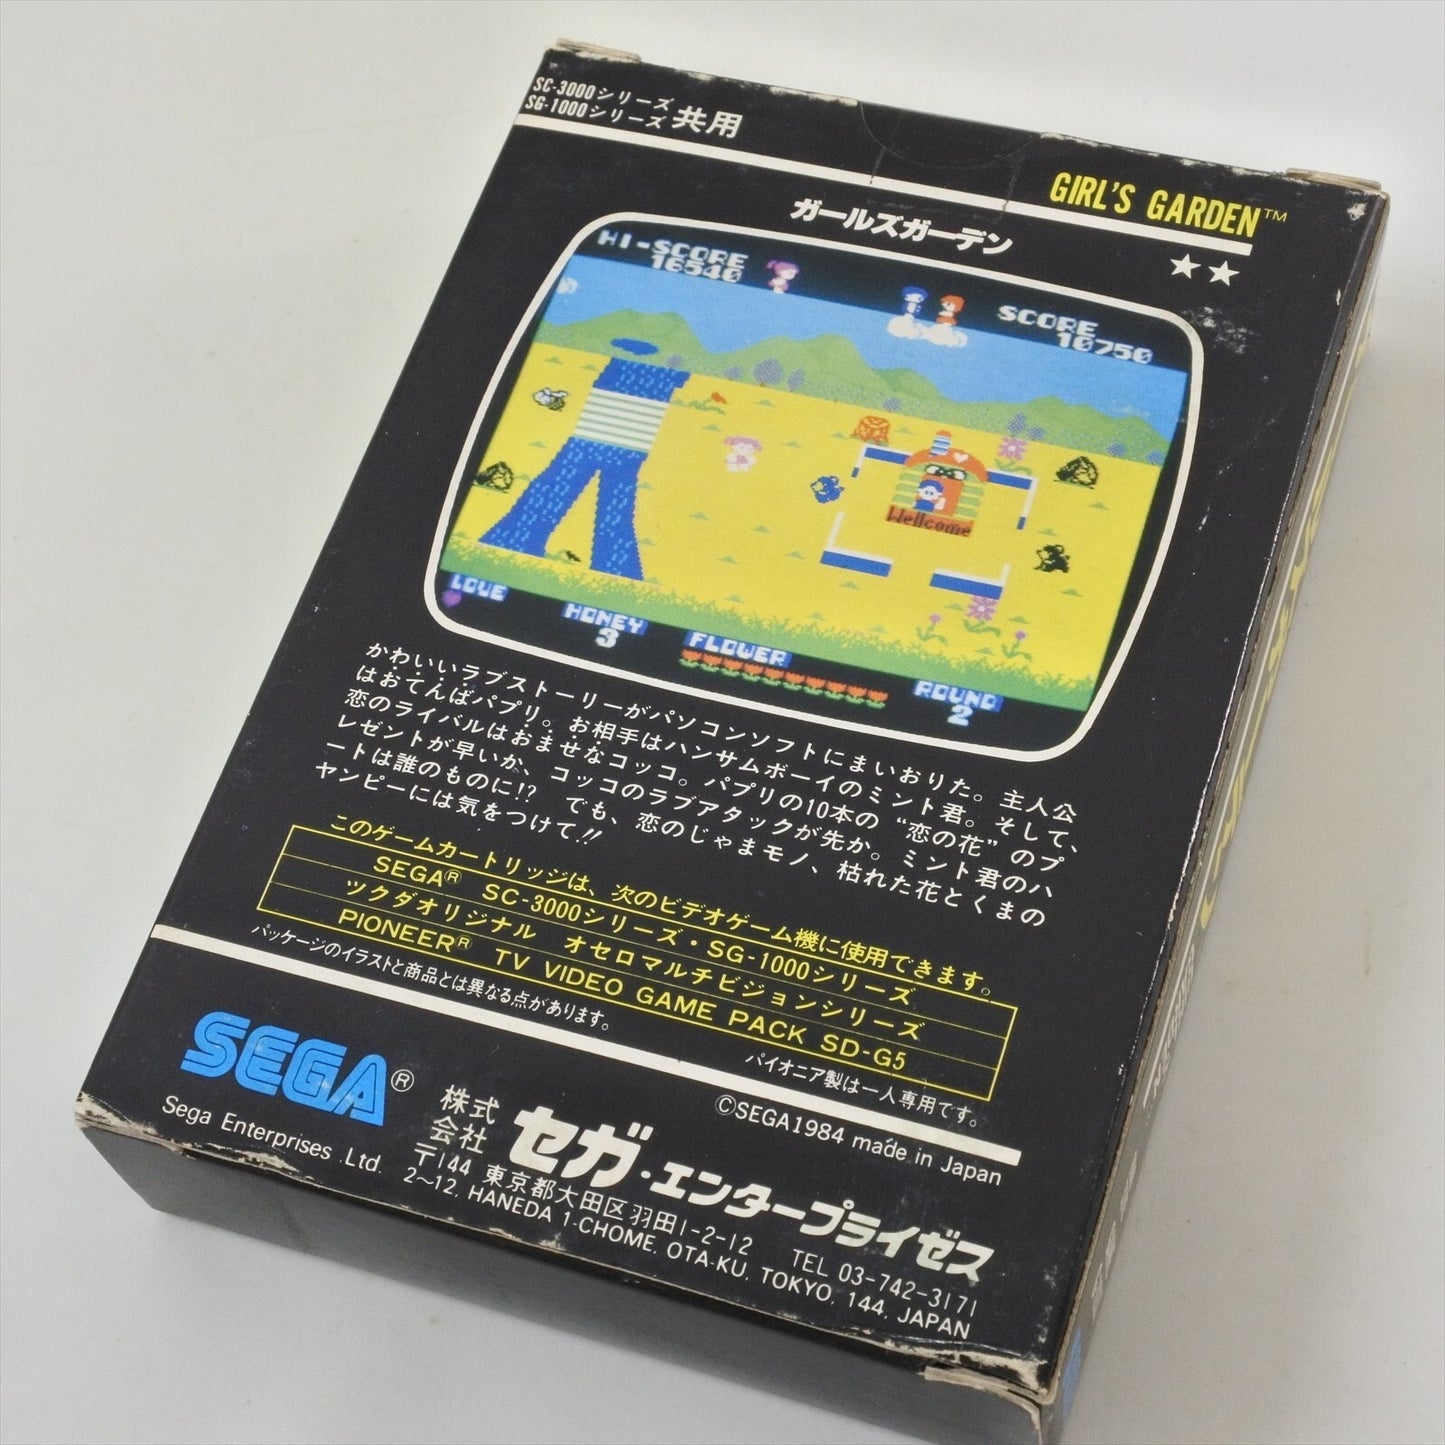 SC-3000シリーズ
SG-1000シリーズ 共用
GIRL'S GARDEN™
ガールズガーデン
★★
HI-SCORE
16540
SCORE
10750
Wellcome
LOVE
HONEY
3
FLOWER
ROUND
2
かわいいラブストーリーがパソコンソフトにまいおりた。主人公
はおてんばパプリ。お相手はハンサムボーイのミント君。そして、
恋のライバルはおませなコッコ。パプリの10本の“恋の花”のプ
レゼントが早いか、コッコのラブアタックが先か。ミント君のハ
ートは誰のものに!? でも、恋のじゃまモノ、枯れた花とくまの
ヤンピーには気をつけて!!
このゲームカートリッジは、次のビデオゲーム機に使用できます。
SEGA® SC-3000シリーズ・SG-1000シリーズ
ツクダオリジナル オセロマルチビジョンシリーズ
PIONEER® TV VIDEO GAME PACK SD-G5
パッケージのイラストと商品とは異なる点があります。
パイオニア製は一人専用です。
©SEGA1984 made in Japan
SEGA®
Sega Enterprises Ltd.
株式会社 セガ・エンタープライゼス
〒144 東京都大田区羽田1-2-12 TEL 03-742-3171
2~12, HANEDA 1-CHOME, OTA-KU, TOKYO, 144, JAPAN